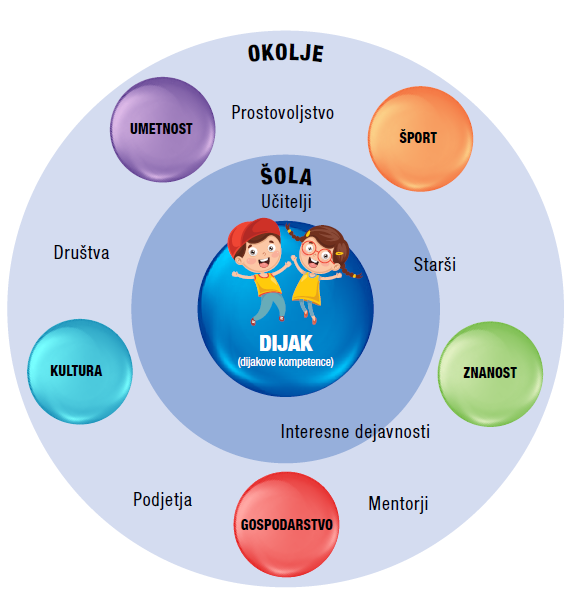 OKOLJE
Prostovoljstvo
UMETNOST
ŠPORT
ŠOLA
Učitelji
Društva
Starši
DIJAK
(dijakove kompetence)
KULTURA
ZNANOST
Interesne dejavnosti
Podjetja
Mentorji
GOSPODARSTVO